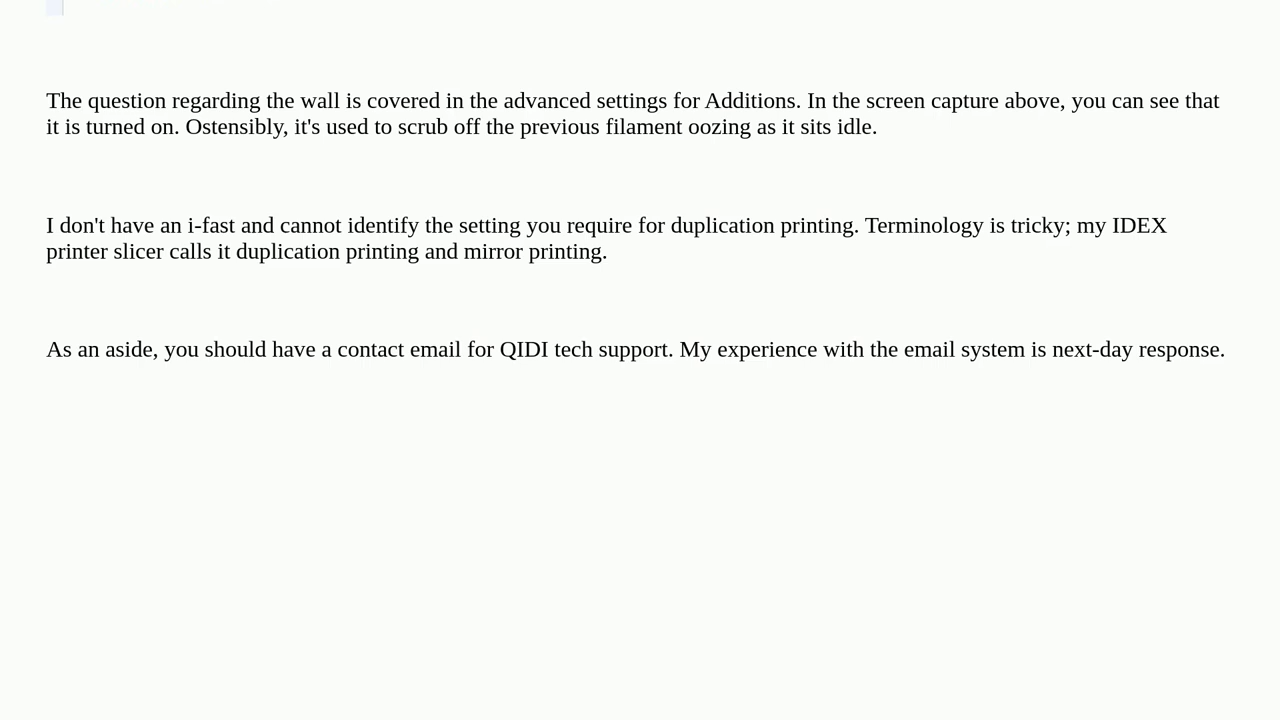 The question regarding the wall is covered in the advanced settings for Additions. In the screen capture above, you can see that
it is turned on. Ostensibly, it's used to scrub off the previous filament oozing as it sits idle.
I don't have an i-fast and cannot identify the setting you require for duplication printing. Terminology is tricky; my IDEX
printer slicer calls it duplication printing and mirror printing.
As an aside, you should have a contact email for QIDI tech support. My experience with the email system is next-day response.